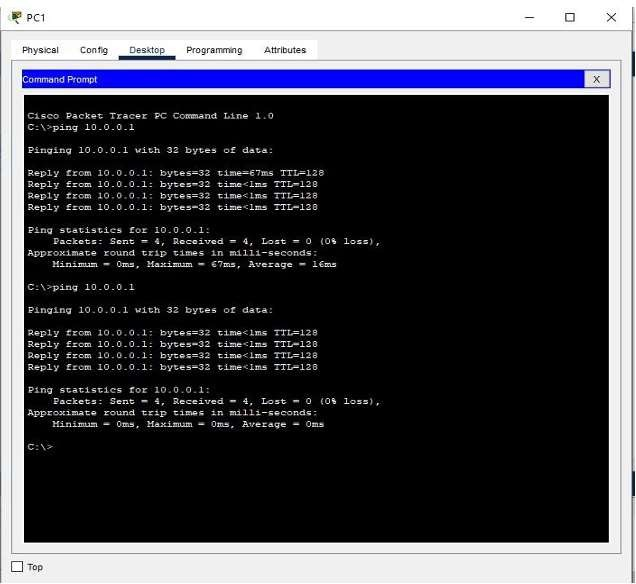 PC1
Physical Config Desktop Programming Attributes
Command Prompt
X
Cisco Packet Tracer PC Command Line 1.0
C:\>ping 10.0.0.1
Pinging 10.0.0.1 with 32 bytes of data:
Reply from 10.0.0.1: bytes=32 time=67ms TTL=128
Reply from 10.0.0.1: bytes=32 time<1ms TTL=128
Reply from 10.0.0.1: bytes=32 time<1ms TTL=128
Reply from 10.0.0.1: bytes=32 time<1ms TTL=128
Ping statistics for 10.0.0.1:
Packets: Sent = 4, Received = 4, Lost = 0 (0% loss),
Approximate round trip times in milli-seconds:
Minimum = 0ms, Maximum = 67ms, Average = 16ms
C:\>ping 10.0.0.1
Pinging 10.0.0.1 with 32 bytes of data:
Reply from 10.0.0.1: bytes=32 time<1ms TTL=128
Reply from 10.0.0.1: bytes=32 time<1ms TTL=128
Reply from 10.0.0.1: bytes=32 time<1ms TTL=128
Reply from 10.0.0.1: bytes=32 time<1ms TTL=128
Ping statistics for 10.0.0.1:
Packets: Sent = 4, Received = 4, Lost = 0 (0% loss),
Approximate round trip times in milli-seconds:
Minimum = 0ms, Maximum = 0ms, Average = 0ms
C:\>
Top